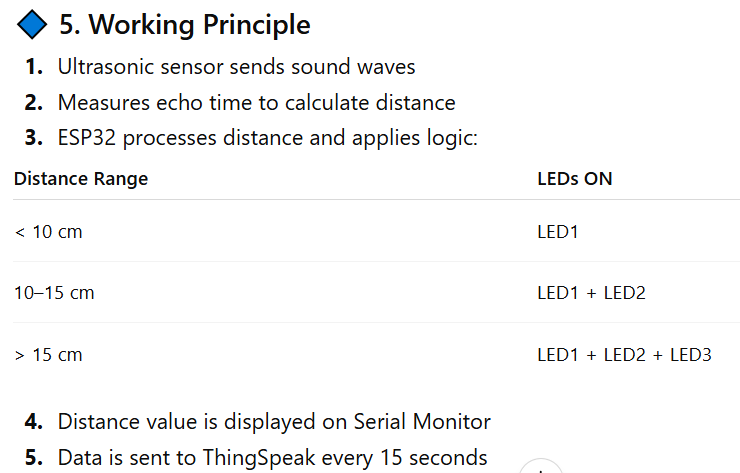 5. Working Principle
1. Ultrasonic sensor sends sound waves
2. Measures echo time to calculate distance
3. ESP32 processes distance and applies logic:
Distance Range LEDs ON
< 10 cm LED1
10–15 cm LED1 + LED2
> 15 cm LED1 + LED2 + LED3
4. Distance value is displayed on Serial Monitor
5. Data is sent to ThingSpeak every 15 seconds